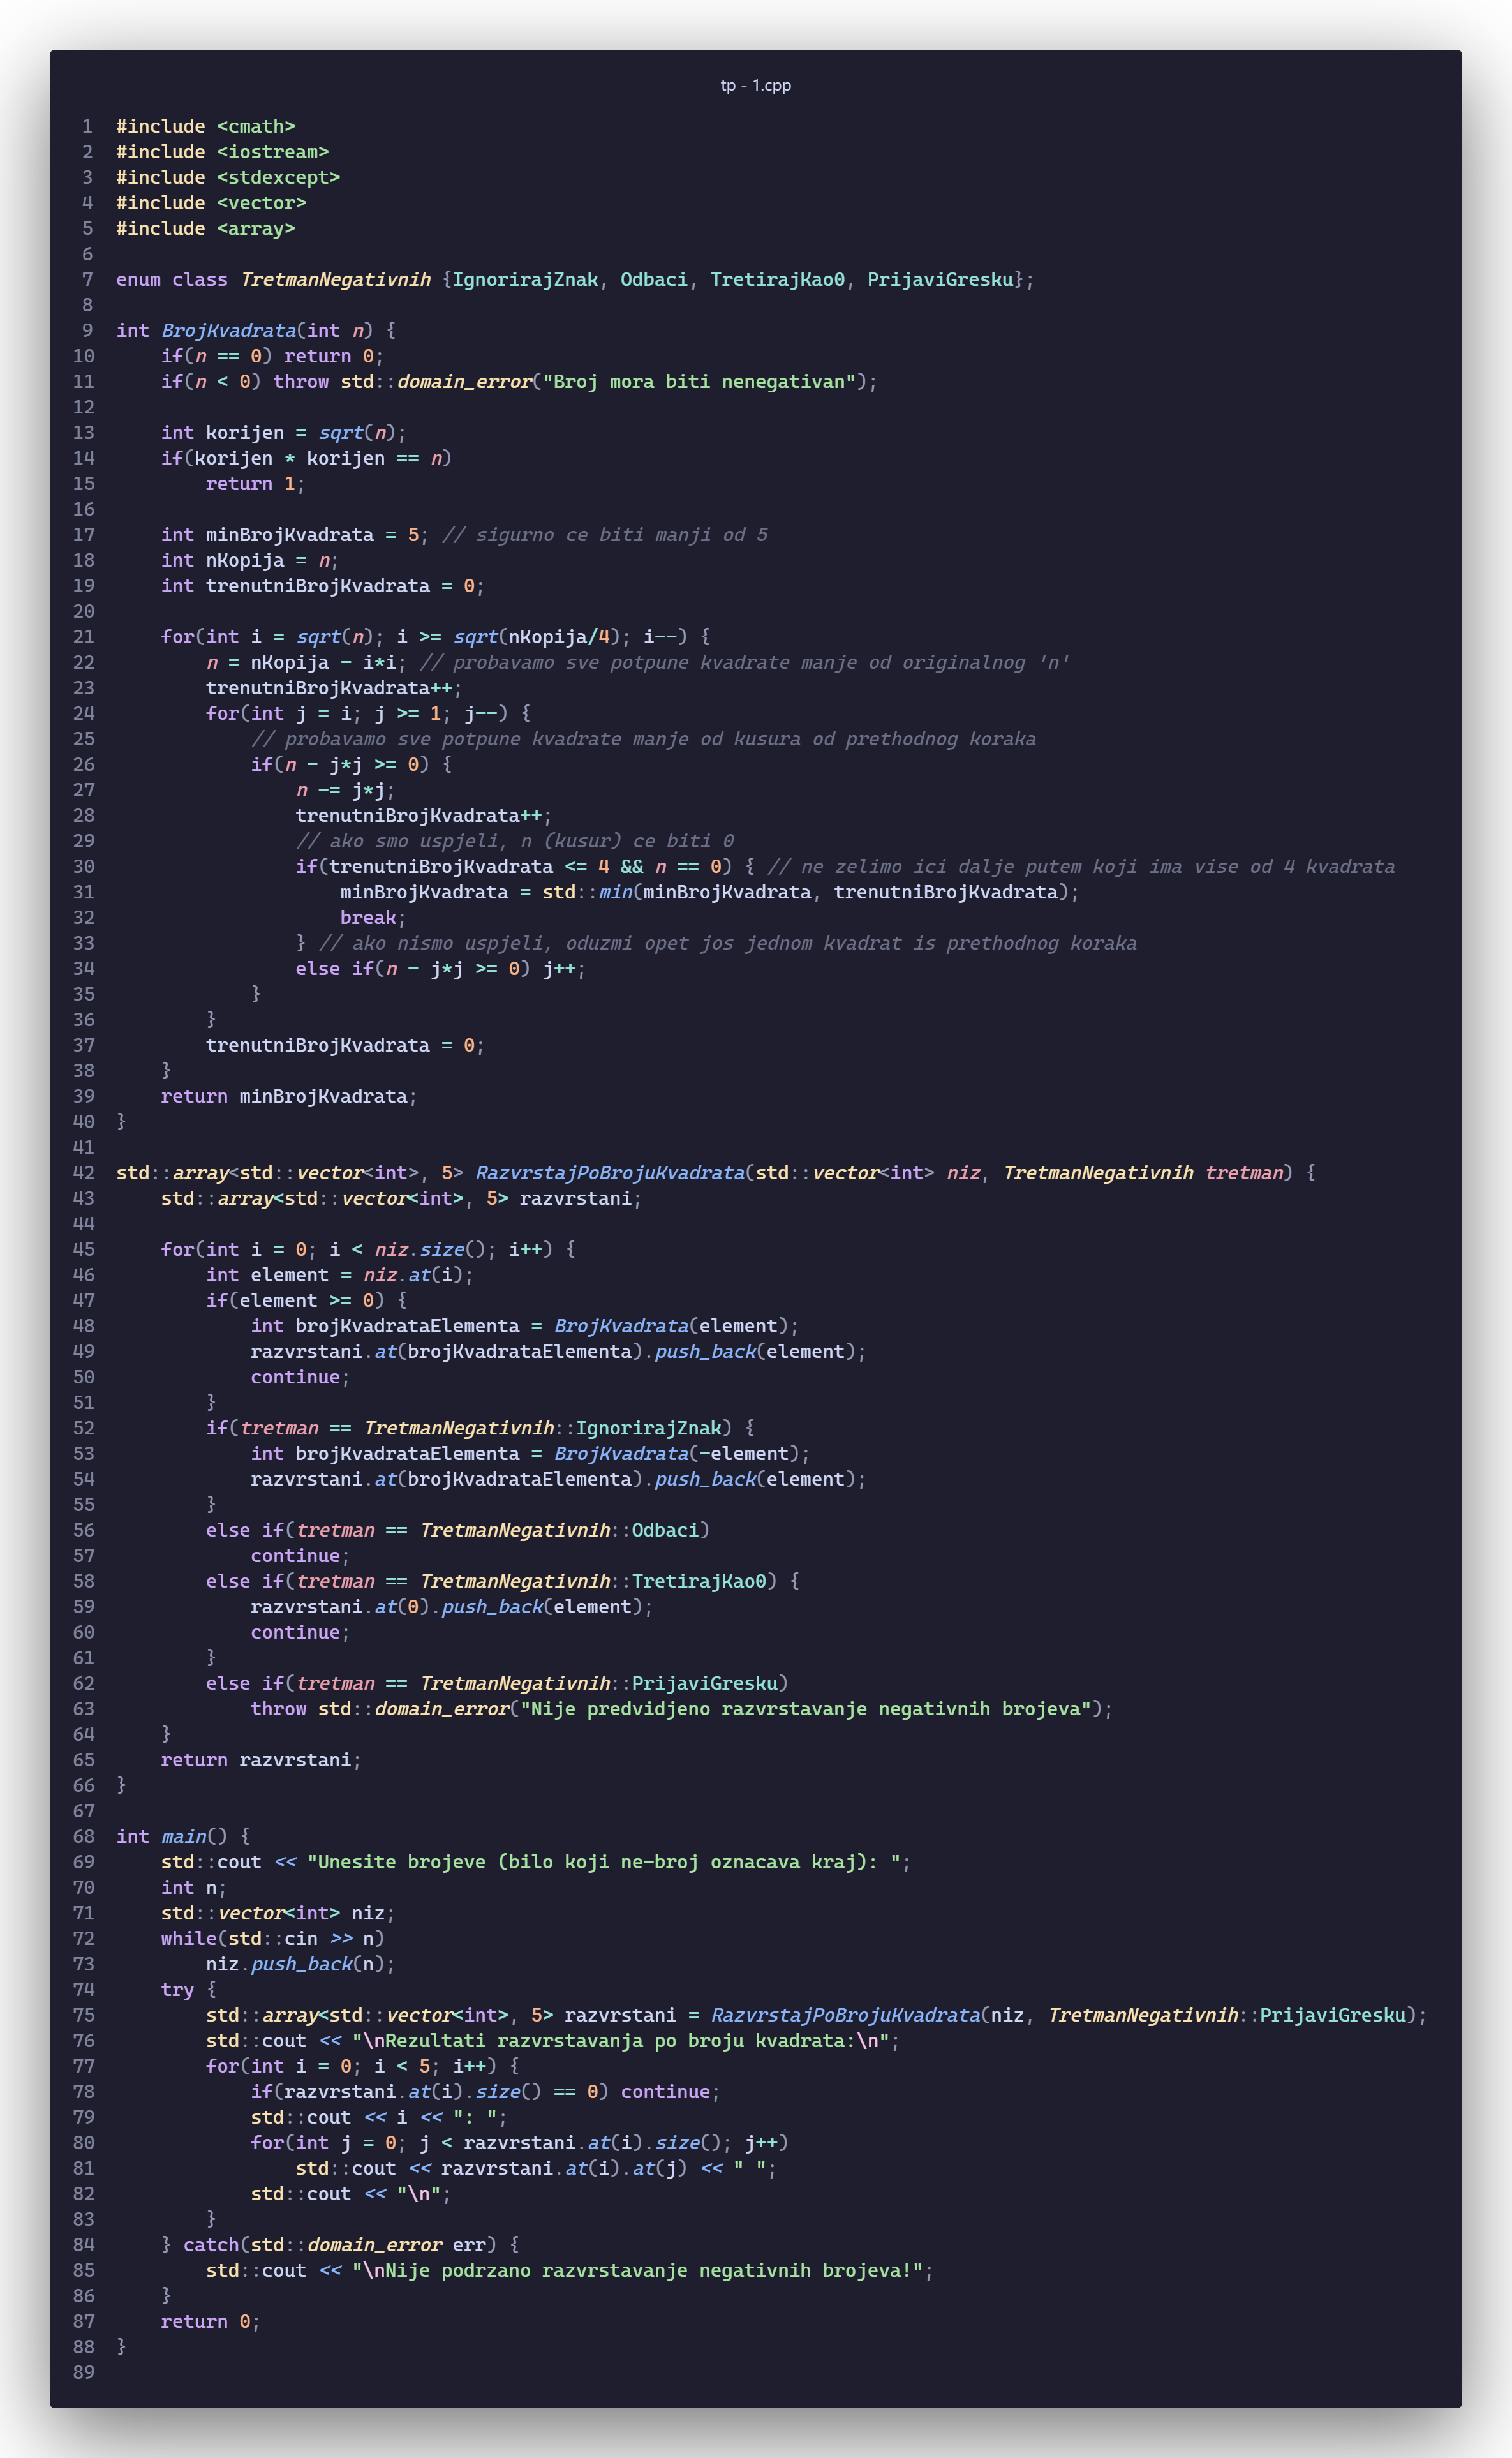 tp - 1.cpp
1 #include <cmath>
2 #include <iostream>
3 #include <stdexcept>
4 #include <vector>
5 #include <array>
6
7 enum class TretmanNegativnih {IgnorirajZnak, Odbaci, TretirajKao0, PrijaviGresku};
8
9 int BrojKvadrata(int n) {
10     if(n == 0) return 0;
11     if(n < 0) throw std::domain_error("Broj mora biti nenegativan");
12
13     int korijen = sqrt(n);
14     if(korijen * korijen == n)
15         return 1;
16
17     int minBrojKvadrata = 5; // sigurno ce biti manji od 5
18     int nKopija = n;
19     int trenutniBrojKvadrata = 0;
20
21     for(int i = sqrt(n); i >= sqrt(nKopija/4); i--) {
22         n = nKopija - i*i; // probavamo sve potpune kvadrate manje od originalnog 'n'
23         trenutniBrojKvadrata++;
24         for(int j = i; j >= 1; j--) {
25             // probavamo sve potpune kvadrate manje od kusura od prethodnog koraka
26             if(n - j*j >= 0) {
27                 n -= j*j;
28                 trenutniBrojKvadrata++;
29                 // ako smo uspjeli, n (kusur) ce biti 0
30                 if(trenutniBrojKvadrata <= 4 && n == 0) { // ne zelimo ici dalje putem koji ima vise od 4 kvadrata
31                     minBrojKvadrata = std::min(minBrojKvadrata, trenutniBrojKvadrata);
32                     break;
33                 } // ako nismo uspjeli, oduzmi opet jos jednom kvadrat is prethodnog koraka
34                 else if(n - j*j >= 0) j++;
35             }
36         }
37         trenutniBrojKvadrata = 0;
38     }
39     return minBrojKvadrata;
40 }
41
42 std::array<std::vector<int>, 5> RazvrstajPoBrojuKvadrata(std::vector<int> niz, TretmanNegativnih tretman) {
43     std::array<std::vector<int>, 5> razvrstani;
44
45     for(int i = 0; i < niz.size(); i++) {
46         int element = niz.at(i);
47         if(element >= 0) {
48             int brojKvadrataElementa = BrojKvadrata(element);
49             razvrstani.at(brojKvadrataElementa).push_back(element);
50             continue;
51         }
52         if(tretman == TretmanNegativnih::IgnorirajZnak) {
53             int brojKvadrataElementa = BrojKvadrata(-element);
54             razvrstani.at(brojKvadrataElementa).push_back(element);
55         }
56         else if(tretman == TretmanNegativnih::Odbaci)
57             continue;
58         else if(tretman == TretmanNegativnih::TretirajKao0) {
59             razvrstani.at(0).push_back(element);
60             continue;
61         }
62         else if(tretman == TretmanNegativnih::PrijaviGresku)
63             throw std::domain_error("Nije predvidjeno razvrstavanje negativnih brojeva");
64     }
65     return razvrstani;
66 }
67
68 int main() {
69     std::cout << "Unesite brojeve (bilo koji ne-broj oznacava kraj): ";
70     int n;
71     std::vector<int> niz;
72     while(std::cin >> n)
73         niz.push_back(n);
74     try {
75         std::array<std::vector<int>, 5> razvrstani = RazvrstajPoBrojuKvadrata(niz, TretmanNegativnih::PrijaviGresku);
76         std::cout << "\nRezultati razvrstavanja po broju kvadrata:\n";
77         for(int i = 0; i < 5; i++) {
78             if(razvrstani.at(i).size() == 0) continue;
79             std::cout << i << ": ";
80             for(int j = 0; j < razvrstani.at(i).size(); j++)
81                 std::cout << razvrstani.at(i).at(j) << " ";
82             std::cout << "\n";
83         }
84     } catch(std::domain_error err) {
85         std::cout << "\nNije podrzano razvrstavanje negativnih brojeva!";
86     }
87     return 0;
88 }
89